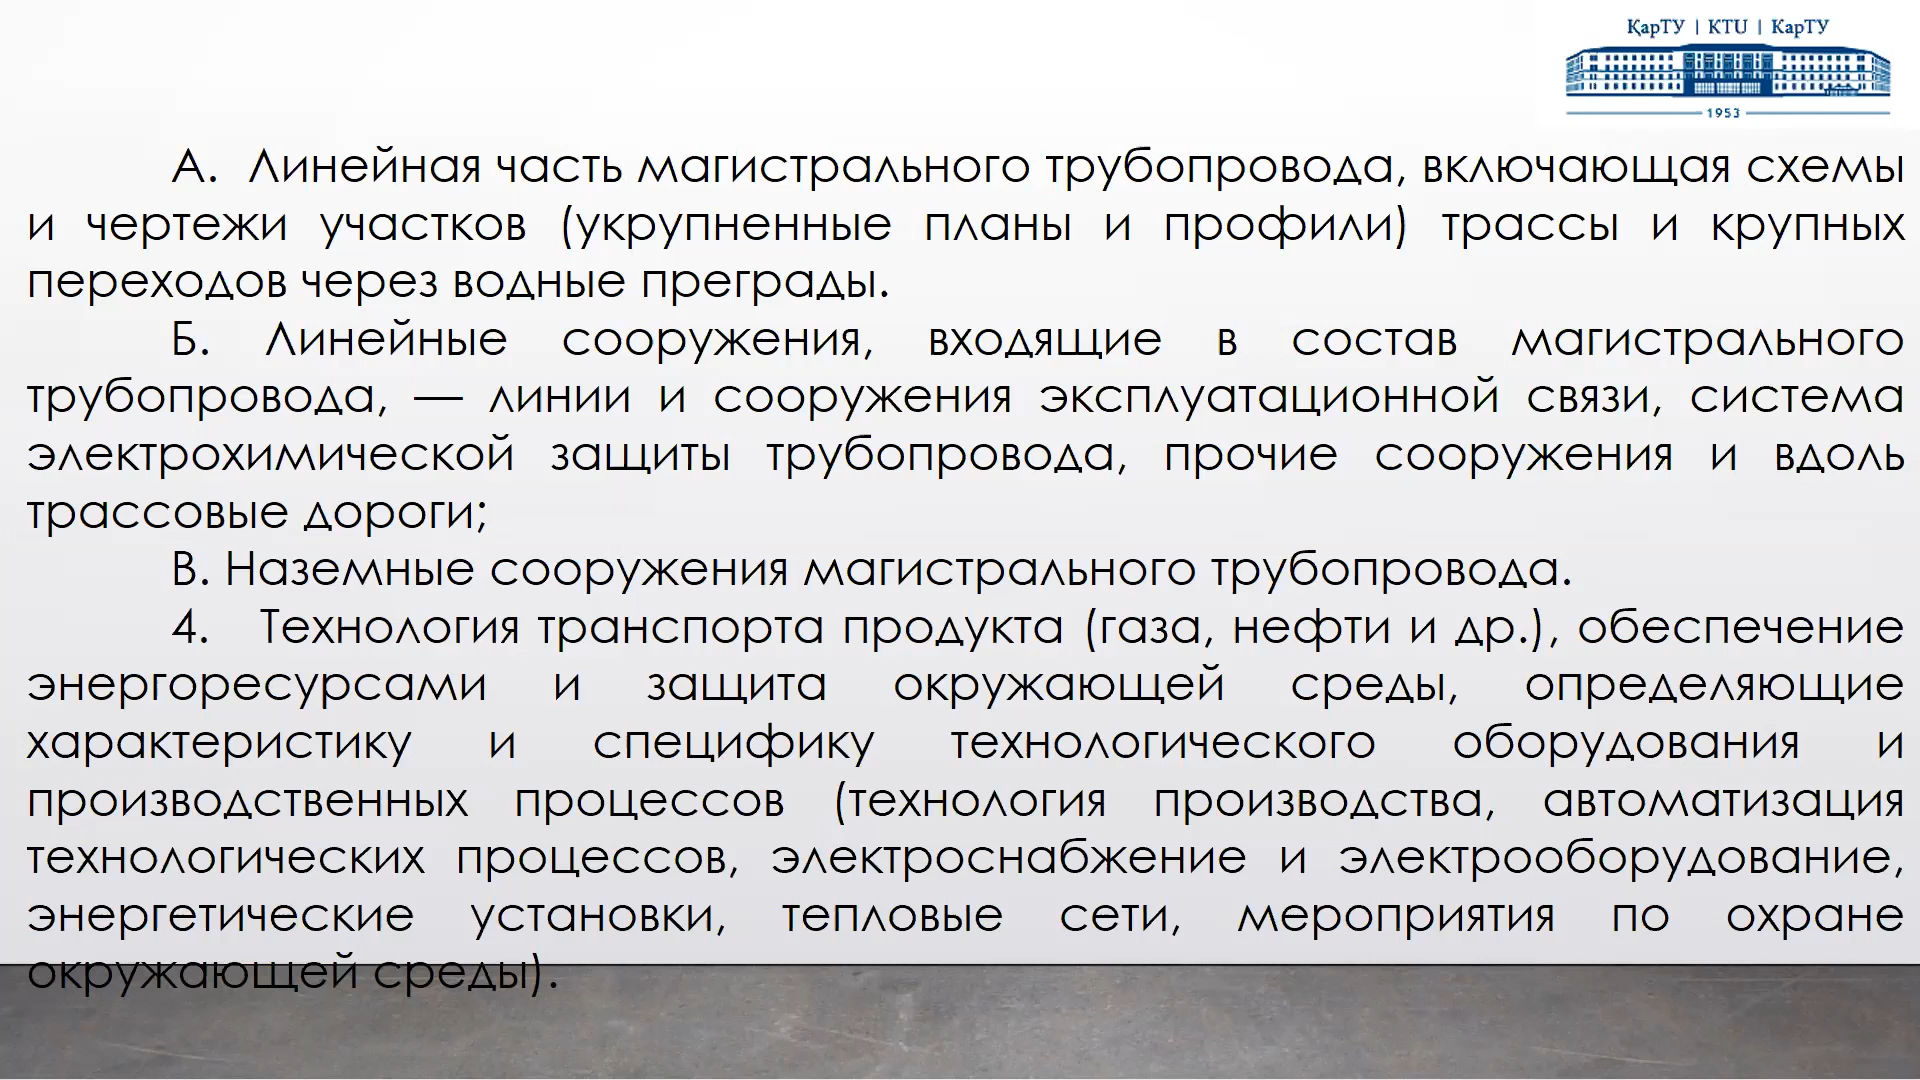 ҚарТУ | KTU | КарТУ
1953
А. Линейная часть магистрального трубопровода, включающая схемы
и чертежи участков (укрупненные планы и профили) трассы и крупных
переходов через водные преграды.
Б. Линейные сооружения, входящие в состав магистрального
трубопровода, — линии и сооружения эксплуатационной связи, система
электрохимической защиты трубопровода, прочие сооружения и вдоль
трассовые дороги;
В. Наземные сооружения магистрального трубопровода.
4. Технология транспорта продукта (газа, нефти и др.), обеспечение
энергоресурсами и защита окружающей среды, определяющие
характеристику и специфику технологического оборудования и
производственных процессов (технология производства, автоматизация
технологических процессов, электроснабжение и электрооборудование,
энергетические установки, тепловые сети, мероприятия по охране
окружающей среды).